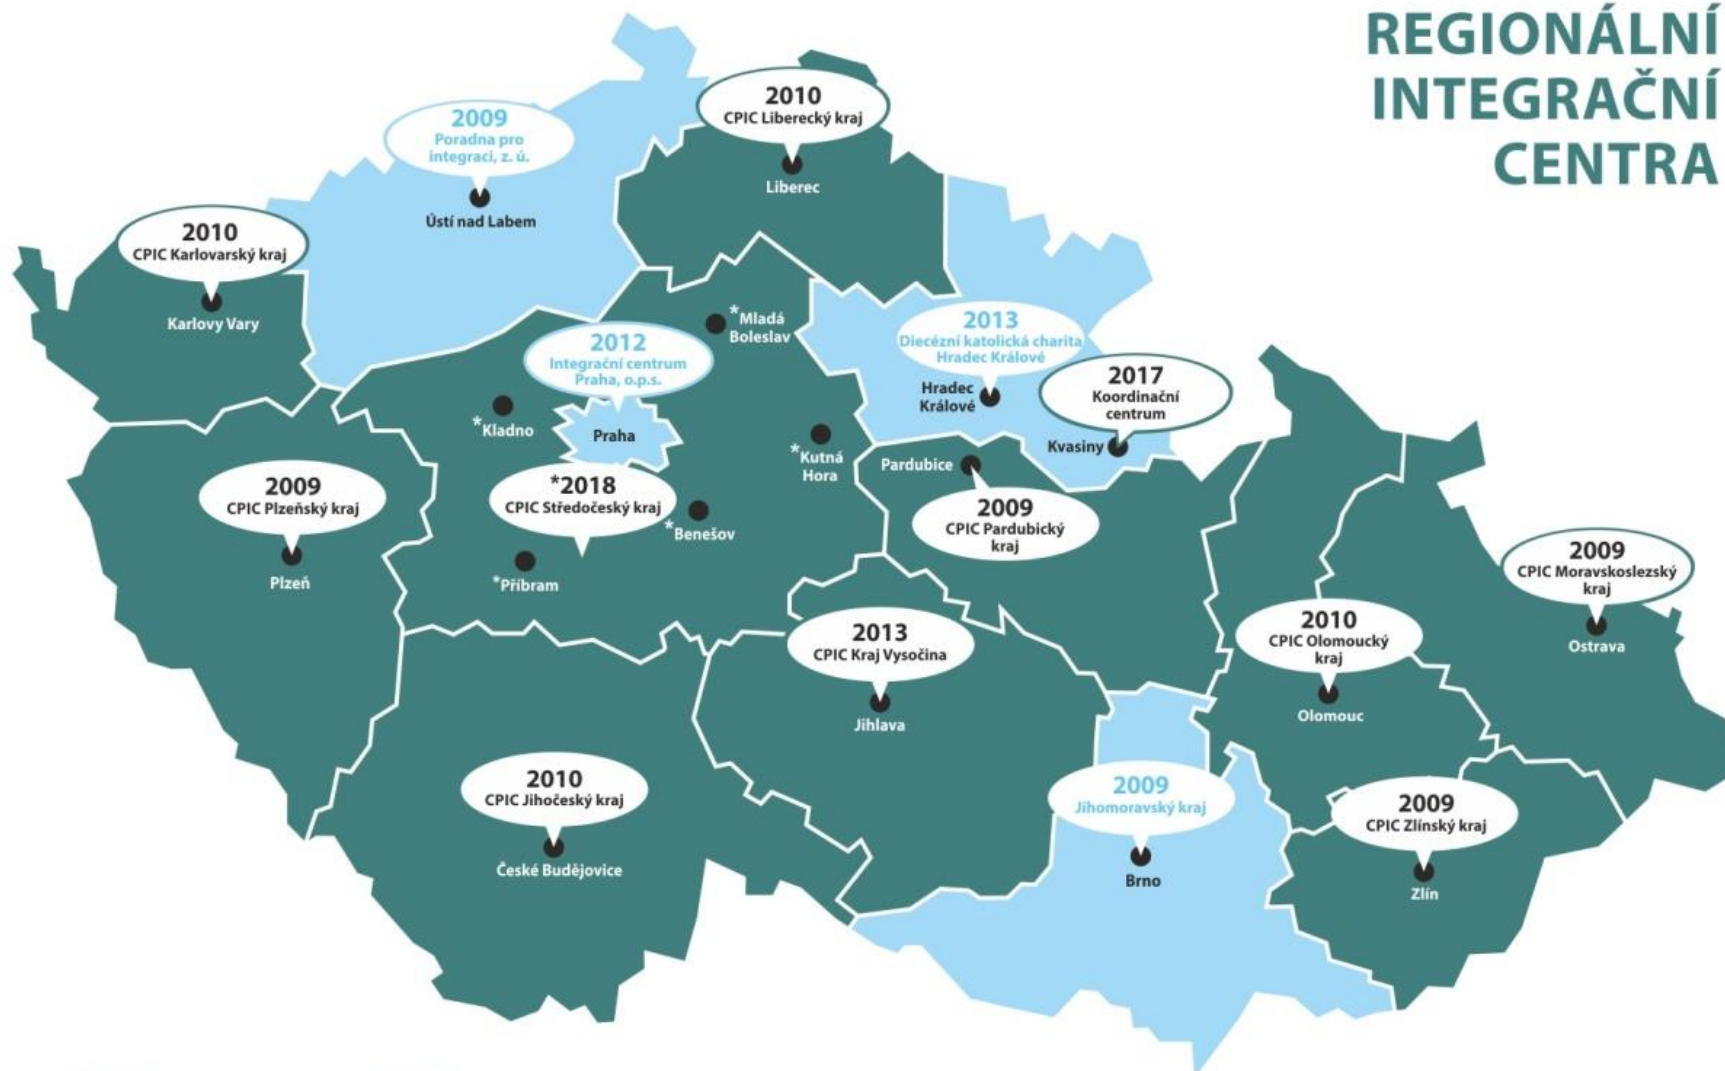 REGIONÁLNÍ
INTEGRAČNÍ
CENTRA
2010
CPIC Liberecký kraj
Liberec
2009
Poradna pro
integraci, z. ú.
Ústí nad Labem
2010
CPIC Karlovarský kraj
Karlovy Vary
*Mladá
Boleslav
2012
Integrační centrum
Praha, o.p.s.
Praha
2013
Diecézní katolická charita
Hradec Králové
Hradec
Králové
2017
Koordinační
centrum
Kvasiny
*Kladno
*Kutná
Hora
Pardubice
2009
CPIC Pardubický
kraj
2009
CPIC Plzeňský kraj
Plzeň
*2018
CPIC Středočeský kraj
*Benešov
*Příbram
2009
CPIC Moravskoslezský
kraj
Ostrava
2013
CPIC Kraj Vysočina
Jihlava
2010
CPIC Olomoucký
kraj
Olomouc
2010
CPIC Jihočeský kraj
České Budějovice
2009
Jihomoravský kraj
Brno
2009
CPIC Zlínský kraj
Zlín